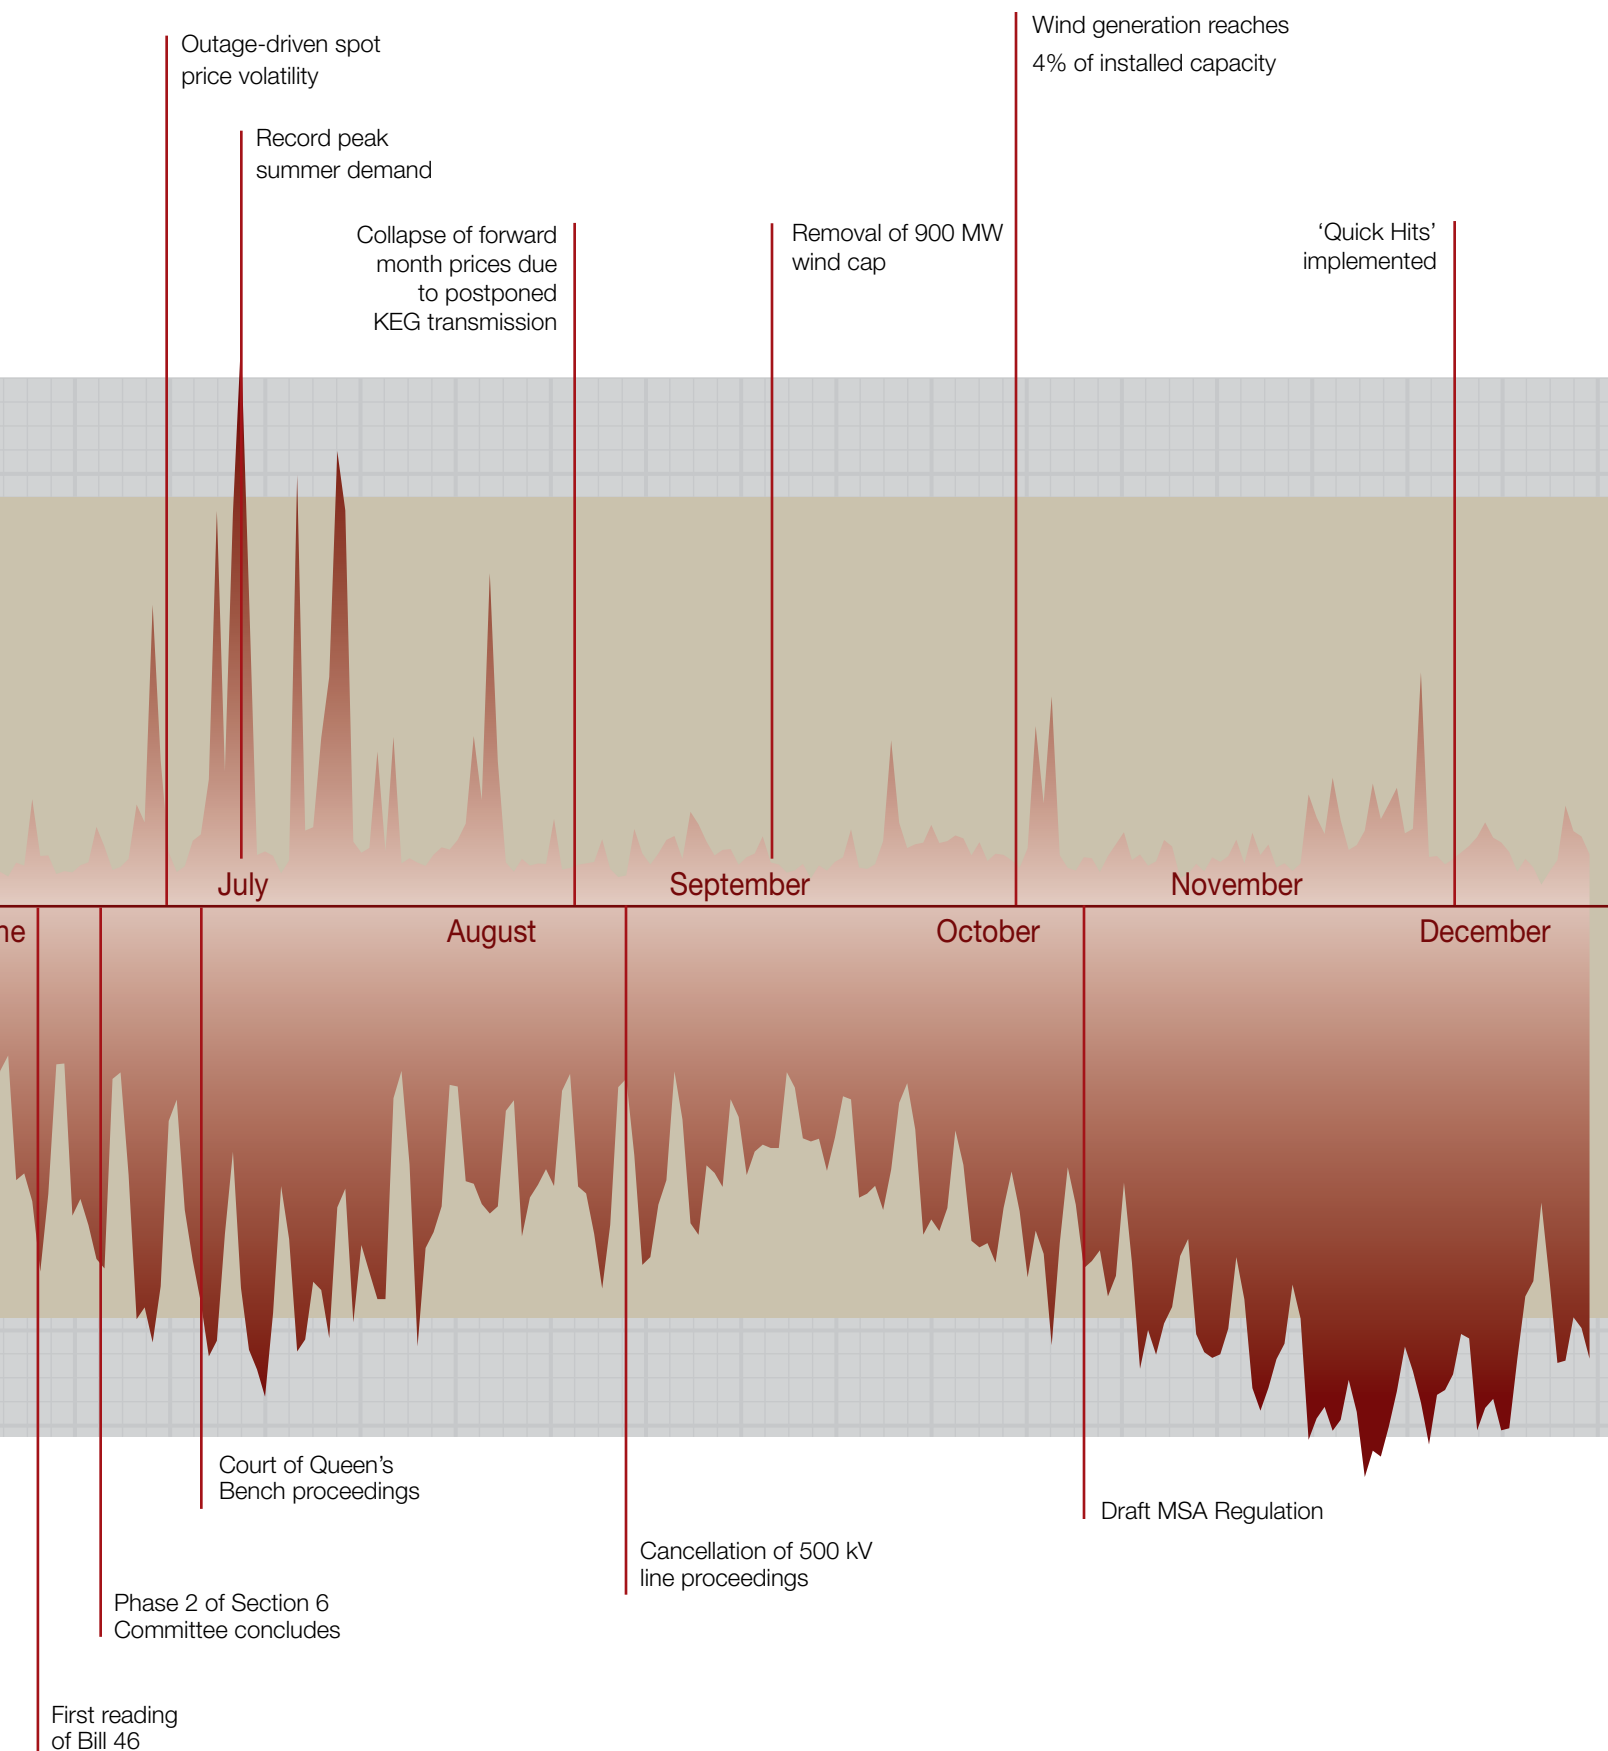 Outage-driven spot
price volatility
Wind generation reaches
4% of installed capacity
Record peak
summer demand
Collapse of forward
month prices due
to postponed
KEG transmission
Removal of 900 MW
wind cap
‘Quick Hits’
implemented
July
September
November
ne
August
October
December
Court of Queen’s
Bench proceedings
Draft MSA Regulation
Cancellation of 500 kV
line proceedings
Phase 2 of Section 6
Committee concludes
First reading
of Bill 46